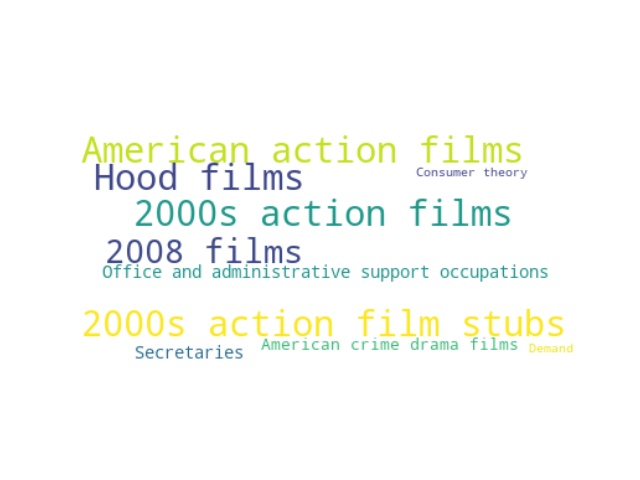 American action films
Hood films
Consumer theory
2000s action films
2008 films
Office and administrative support occupations
2000s action film stubs
American crime drama films
Demand
Secretaries